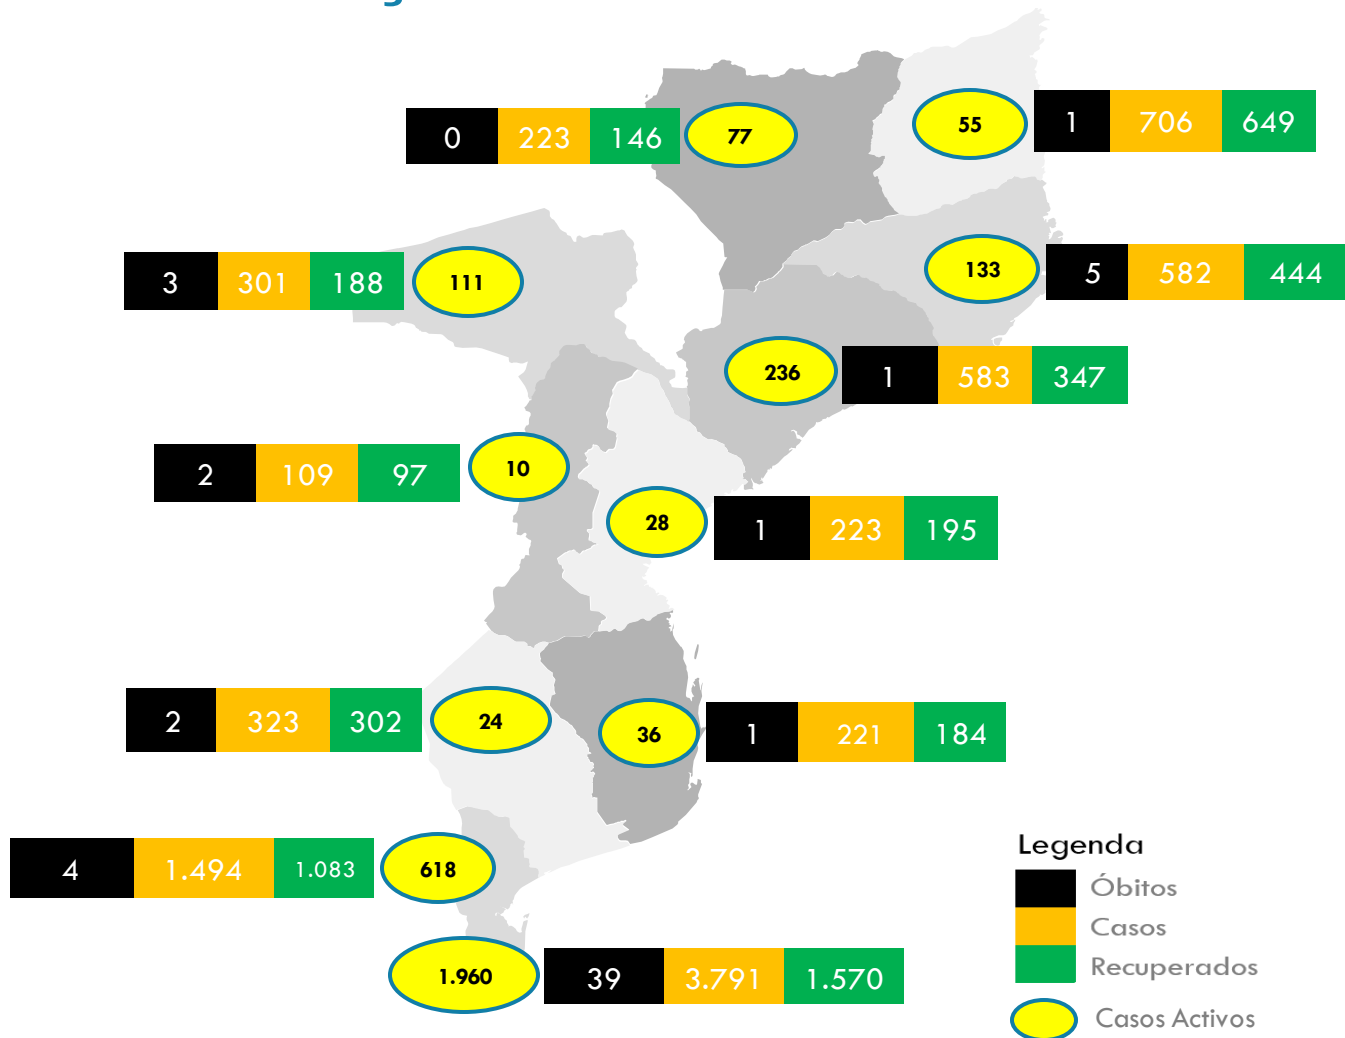 0 223 146 77
55 1 706 649
3 301 188 111
133 5 582 444
236 1 583 347
2 109 97 10
28 1 223 195
2 323 302 24
36 1 221 184
4 1.494 1.083 618
1.960 39 3.791 1.570
Legenda
Óbitos
Casos
Recuperados
Casos Activos